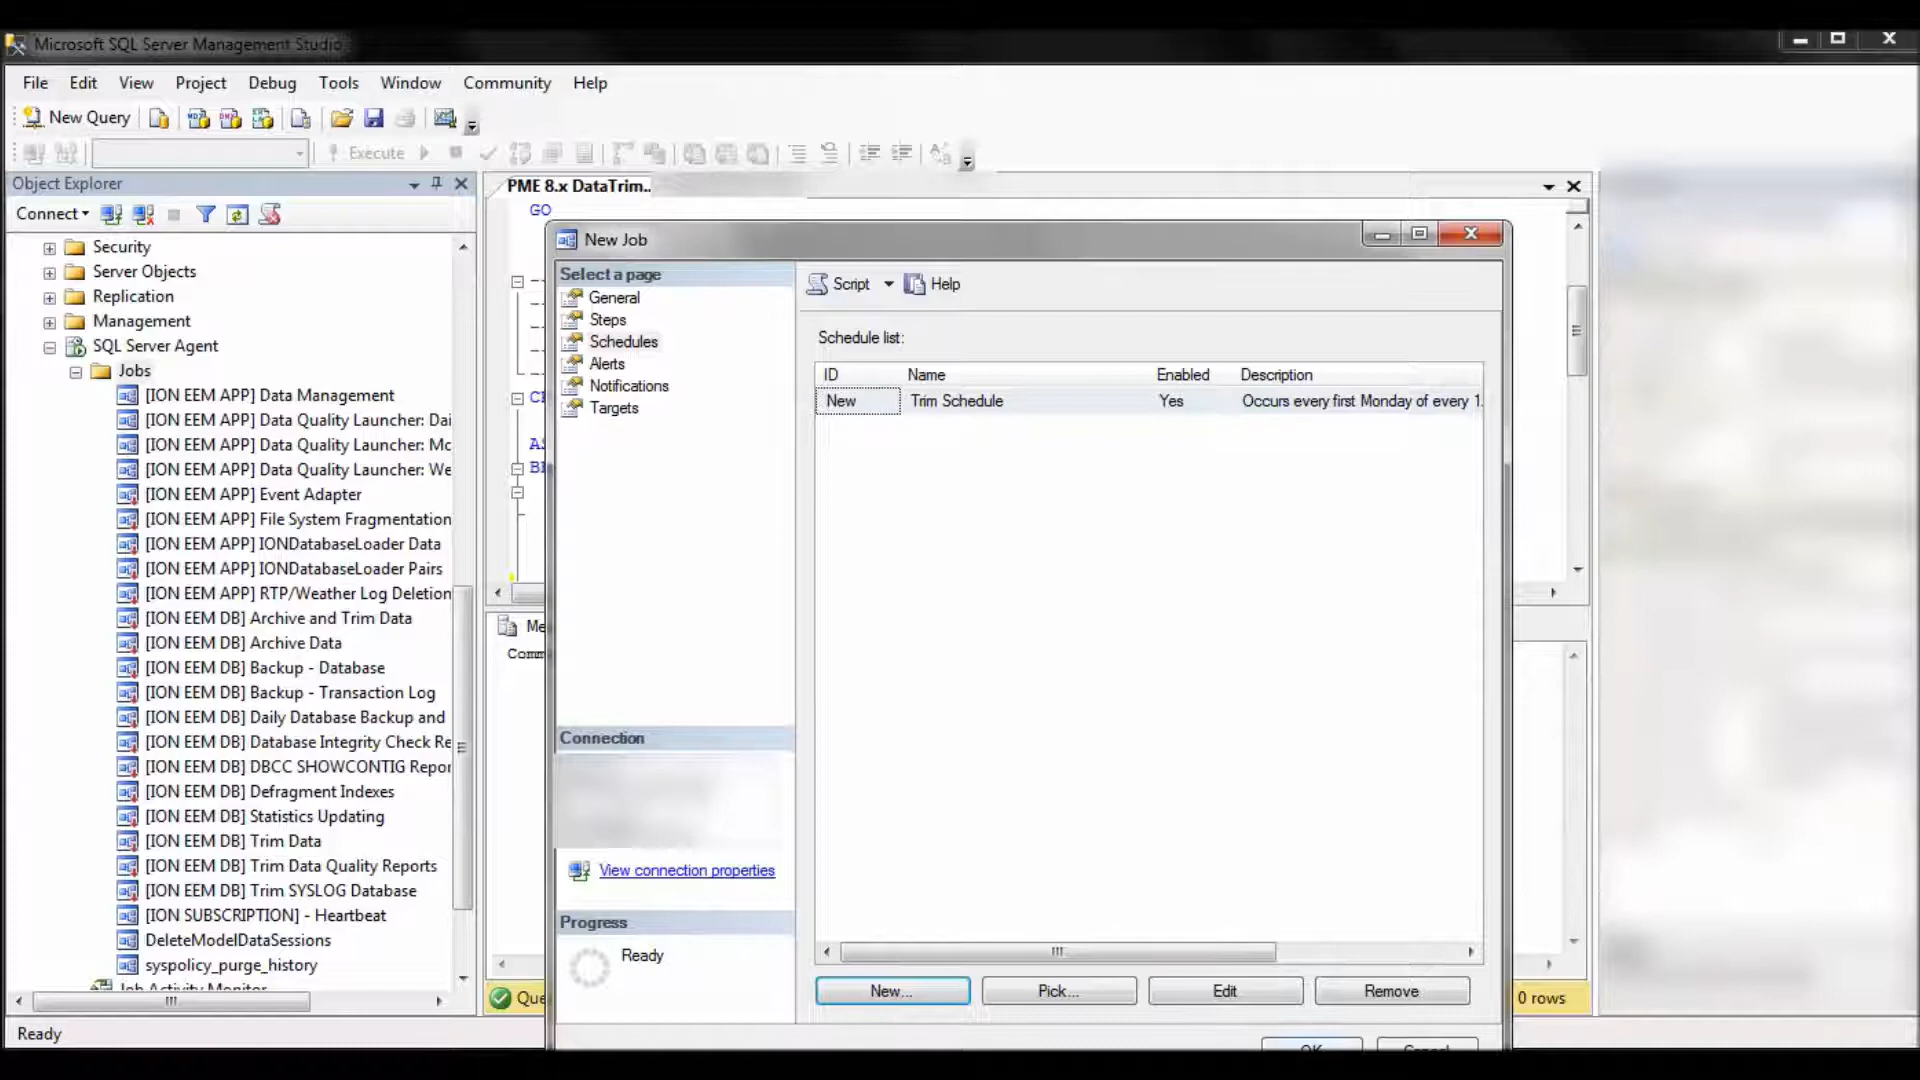 Microsoft SQL Server Management Studio
File Edit View Project Debug Tools Window Community Help
New Query
Execute
Object Explorer
PME 8.x DataTrim..
Connect
GO
Security
Server Objects
Replication
Management
SQL Server Agent
Jobs
[ION EEM APP] Data Management
[ION EEM APP] Data Quality Launcher: Dai
[ION EEM APP] Data Quality Launcher: Mc
[ION EEM APP] Data Quality Launcher: We
[ION EEM APP] Event Adapter
[ION EEM APP] File System Fragmentation
[ION EEM APP] IONDatabaseLoader Data
[ION EEM APP] IONDatabaseLoader Pairs
[ION EEM APP] RTP/Weather Log Deletion
[ION EEM DB] Archive and Trim Data
[ION EEM DB] Archive Data
[ION EEM DB] Backup - Database
[ION EEM DB] Backup - Transaction Log
[ION EEM DB] Daily Database Backup and
[ION EEM DB] Database Integrity Check Re
[ION EEM DB] DBCC SHOWCONTIG Repor
[ION EEM DB] Defragment Indexes
[ION EEM DB] Statistics Updating
[ION EEM DB] Trim Data
[ION EEM DB] Trim Data Quality Reports
[ION EEM DB] Trim SYSLOG Database
[ION SUBSCRIPTION] - Heartbeat
DeleteModelDataSessions
syspolicy_purge_history
Job Activity Monitor
Ready
Me
Comm
Que
0 rows
New Job
Select a page
General
Steps
Schedules
Alerts
Notifications
Targets
Connection
View connection properties
Progress
Ready
Script Help
Schedule list:
ID Name Enabled Description
New Trim Schedule Yes Occurs every first Monday of every 1
New... Pick... Edit Remove
OK Cancel